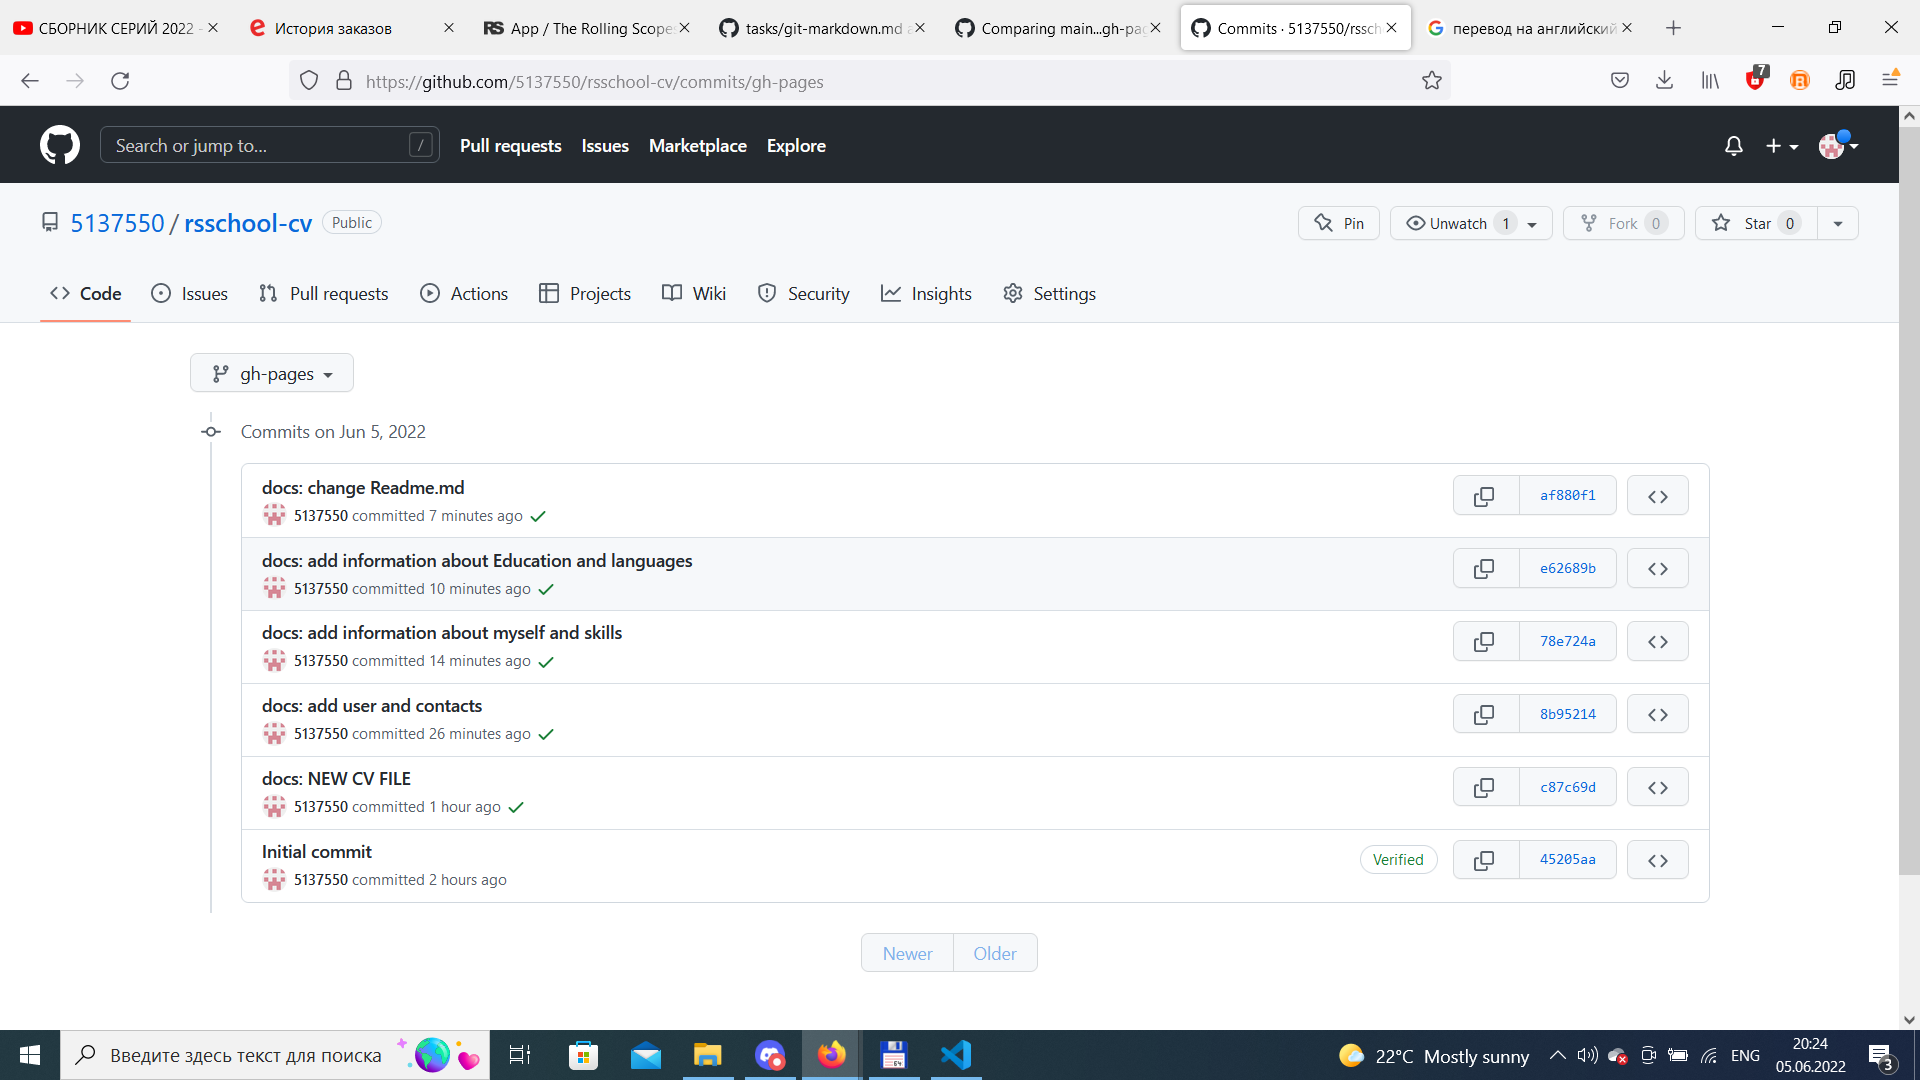 СБОРНИК СЕРИЙ 2022 -
История заказов
App / The Rolling Scopes
tasks/git-markdown.md a
Comparing main...gh-pag
Commits · 5137550/rssch
перевод на английский
https://github.com/5137550/rsschool-cv/commits/gh-pages
7
Search or jump to...
/
Pull requests
Issues
Marketplace
Explore
5137550 / rsschool-cv
Public
Pin
Unwatch 1
Fork 0
Star 0
Code
Issues
Pull requests
Actions
Projects
Wiki
Security
Insights
Settings
gh-pages
Commits on Jun 5, 2022
docs: change Readme.md
5137550 committed 7 minutes ago
af880f1
docs: add information about Education and languages
5137550 committed 10 minutes ago
e62689b
docs: add information about myself and skills
5137550 committed 14 minutes ago
78e724a
docs: add user and contacts
5137550 committed 26 minutes ago
8b95214
docs: NEW CV FILE
5137550 committed 1 hour ago
c87c69d
Initial commit
5137550 committed 2 hours ago
Verified
45205aa
Newer
Older
Введите здесь текст для поиска
64
22°C Mostly sunny
ENG
20:24
05.06.2022
3